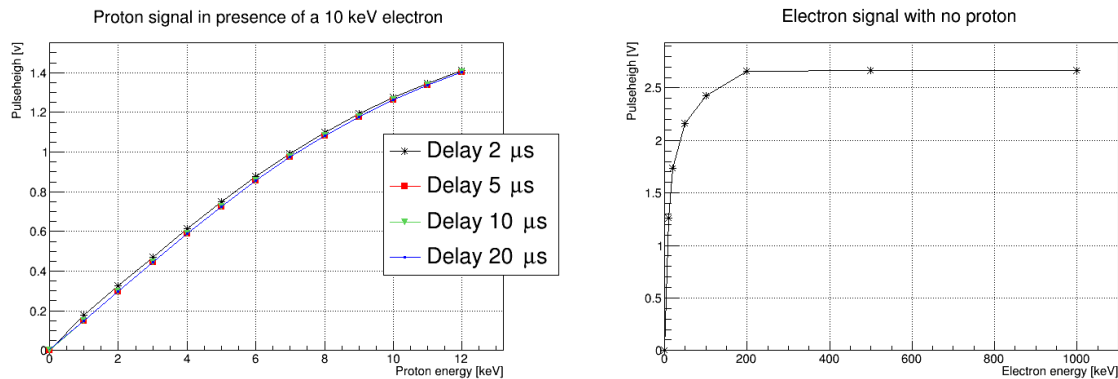 Proton signal in presence of a 10 keV electron
Pulseheigh [v]
1.4
1.2
1
0.8
0.6
0.4
0.2
0
0 2 4 6 8 10 12
Proton energy [keV]
Delay 2 μs
Delay 5 μs
Delay 10 μs
Delay 20 μs
Electron signal with no proton
Pulseheigh [V]
2.5
2
1.5
1
0.5
0
0 200 400 600 800 1000
Electron energy [keV]